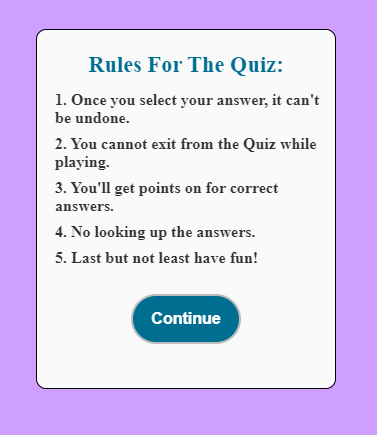 Rules For The Quiz:
1. Once you select your answer, it can't
be undone.
2. You cannot exit from the Quiz while
playing.
3. You'll get points on for correct
answers.
4. No looking up the answers.
5. Last but not least have fun!
Continue